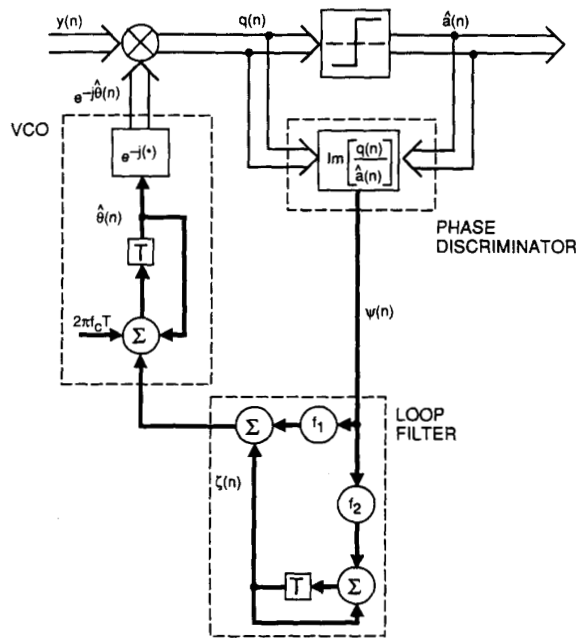 y(n)
q(n)
â(n)
e^{-jθ̂(n)}
VCO
e^{-j(•)}
Im [q(n)/â(n)]
θ̂(n)
PHASE
DISCRIMINATOR
T
2πf_cT
Σ
ψ(n)
LOOP
FILTER
Σ
f_1
ζ(n)
f_2
T
Σ